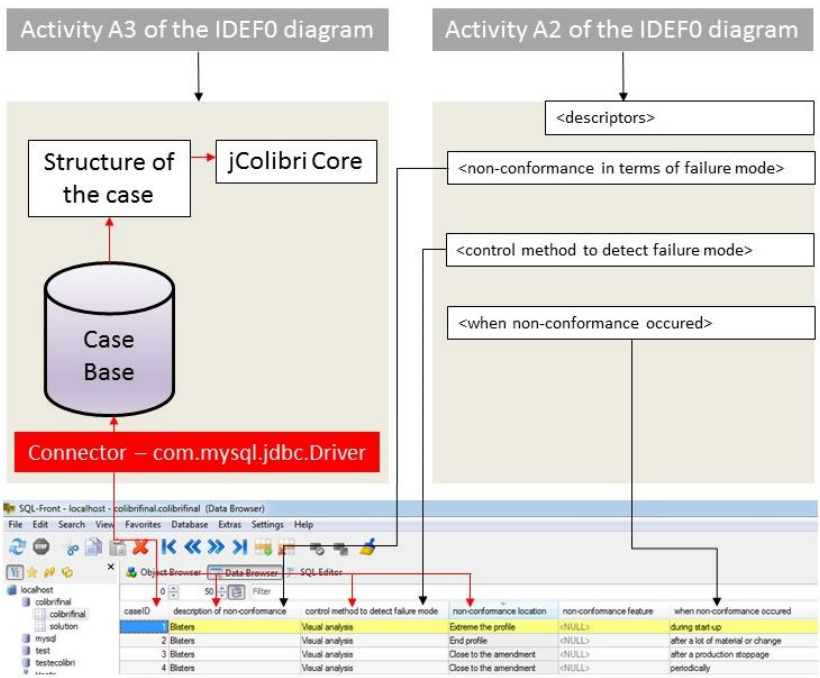 Activity A3 of the IDEF0 diagram
Activity A2 of the IDEF0 diagram
Structure of
the case
jColibri Core
Case
Base
Connector – com.mysql.jdbc.Driver
<descriptors>
<non-conformance in terms of failure mode>
<control method to detect failure mode>
<when non-conformance occured>
SQL-Front - localhost - colibrifinal.colibrifinal (Data Browser)
File Edit Search View Favorites Database Extras Settings Help
STOP
Object Browser Data Browser SQL Editor
0 50 Filter
localhost
colibrifinal
colibrifinal
solution
mysql
test
testecolibri
caseID description of non-conformance control method to detect failure mode non-conformance location non-conformance feature when non-conformance occured
1 Blisters Visual analysis Extreme the profile <NULL> during start-up
2 Blisters Visual analysis End profile <NULL> after a lot of material or change
3 Blisters Visual analysis Close to the amendment <NULL> after a production stoppage
4 Blisters Visual analysis Close to the amendment <NULL> periodically